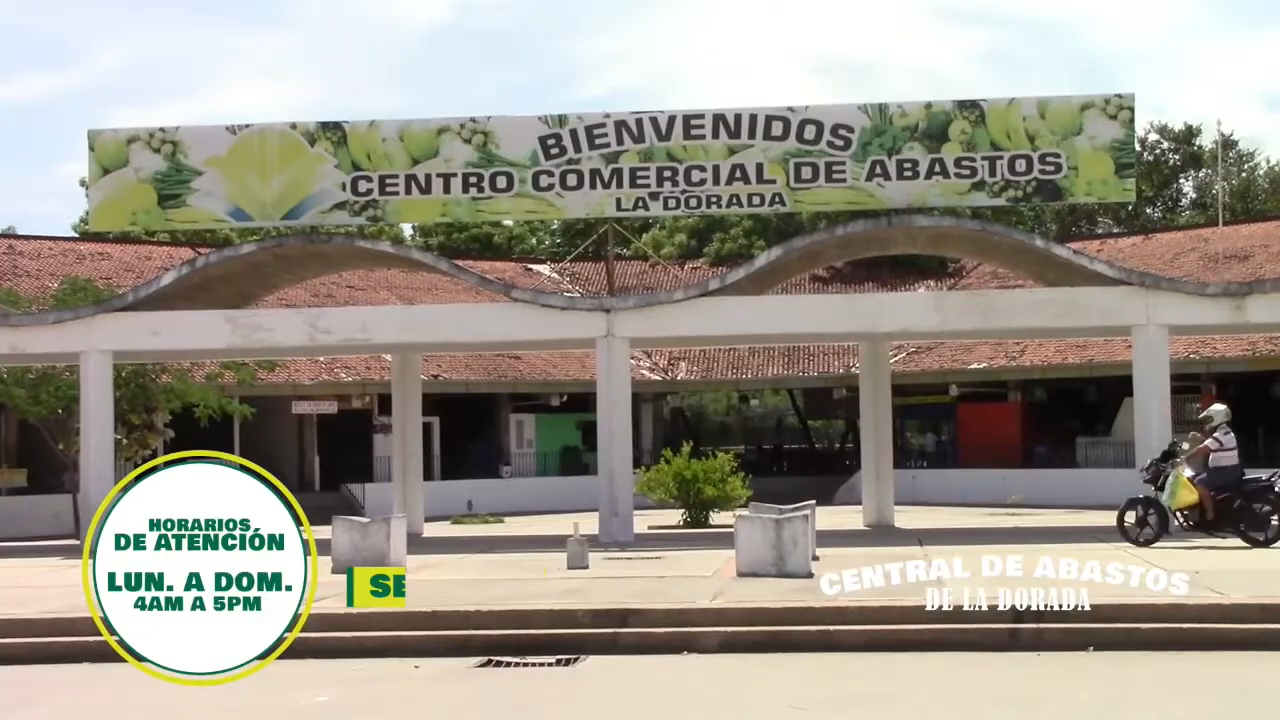 BIENVENIDOS
CENTRO COMERCIAL DE ABASTOS
LA DORADA
HORARIOS
DE ATENCIÓN
LUN. A DOM.
4AM A 5PM
SE
CENTRAL DE ABASTOS
DE LA DORADA